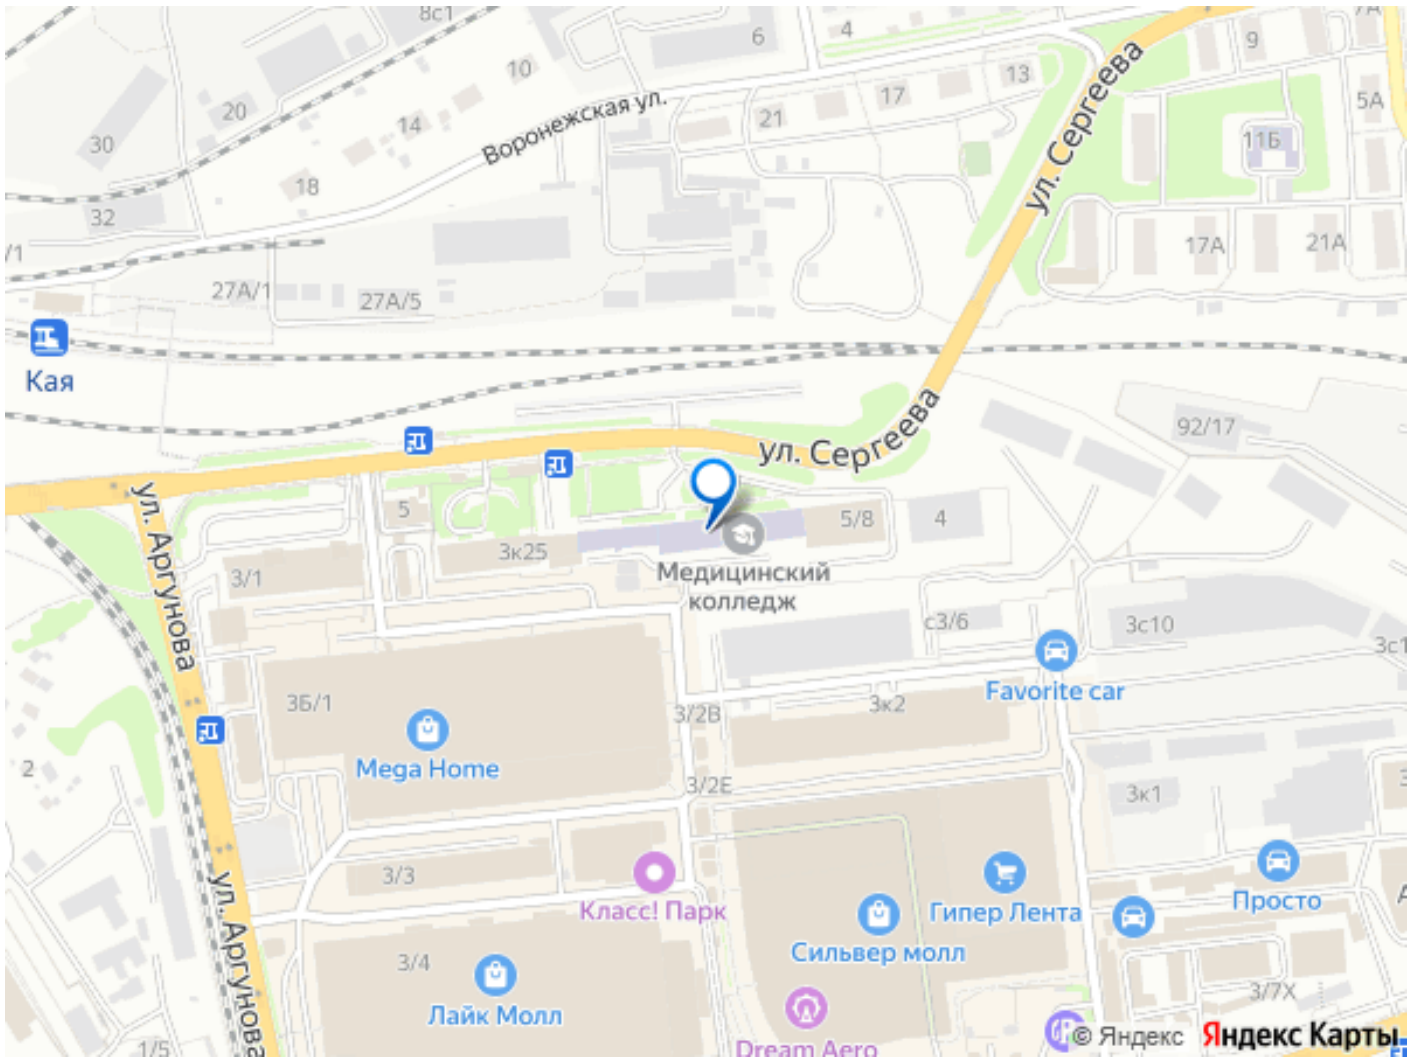 8с1
6
4
9
7А
10
13
20
17
5А
14
21
30
Воронежская ул.
ул. Сергеева
11Б
18
32
17А
21А
/1
27А/1
27А/5
Кая
92/17
ул. Сергеева
ул. Аргунова
5
5/8
4
3к25
3/1
Медицинский
колледж
с3/6
3с10
3с1
Favorite car
3Б/1
3/2В
3к2
Mega Home
2
3/2Е
3к1
3/3
Класс! Парк
Гипер Лента
Просто
ул. Аргунова
Сильвер молл
3/4
3/7Х
Лайк Молл
1/5
Dream Aero
© Яндекс Яндекс Карты